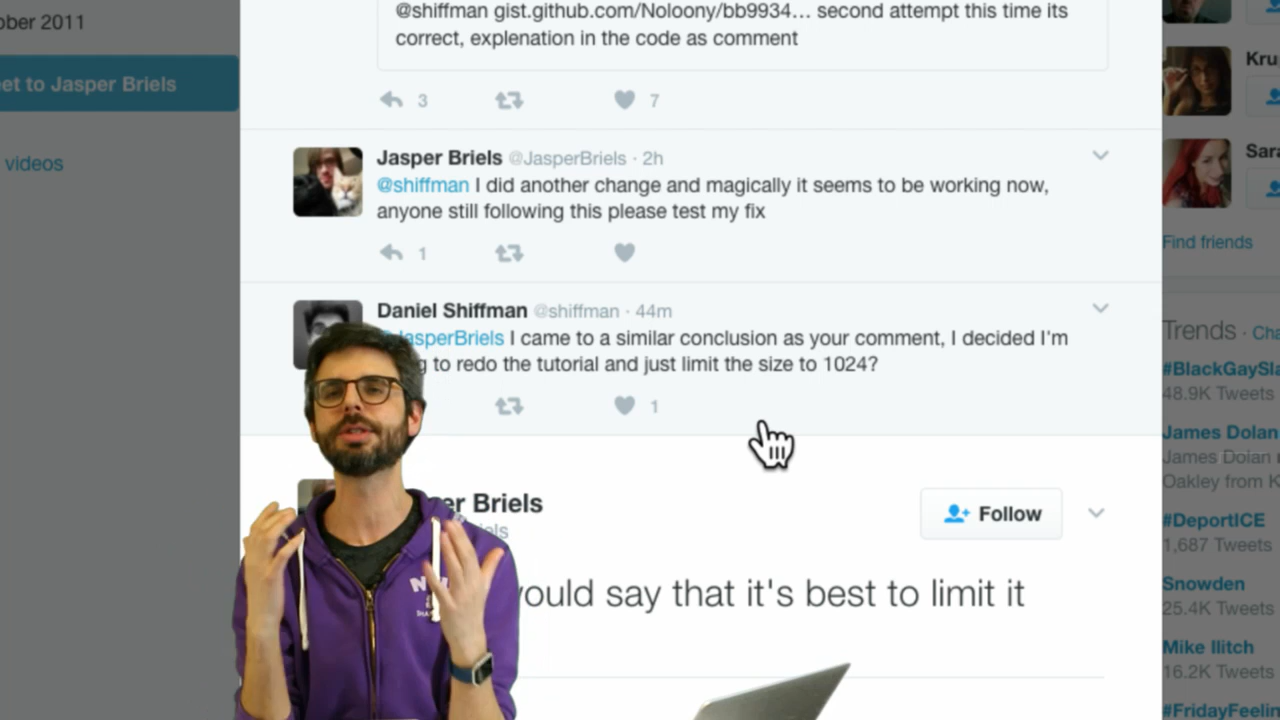 ober 2011
et to Jasper Briels
videos
@shiffman gist.github.com/Noloony/bb9934… second attempt this time its
correct, explenation in the code as comment
3 7
Jasper Briels @JasperBriels · 2h
@shiffman I did another change and magically it seems to be working now,
anyone still following this please test my fix
1
Daniel Shiffman @shiffman · 44m
JasperBriels I came to a similar conclusion as your comment, I decided I'm
g to redo the tutorial and just limit the size to 1024?
1
er Briels
iels
Follow
would say that it's best to limit it
Kru
Sara
Find friends
Trends · Cha
#BlackGaySla
48.9K Tweets
James Dolan
James Dolan
Oakley from K
#DeportICE
1,687 Tweets
Snowden
25.4K Tweets
Mike Ilitch
16.2K Tweets
#FridayFeelin